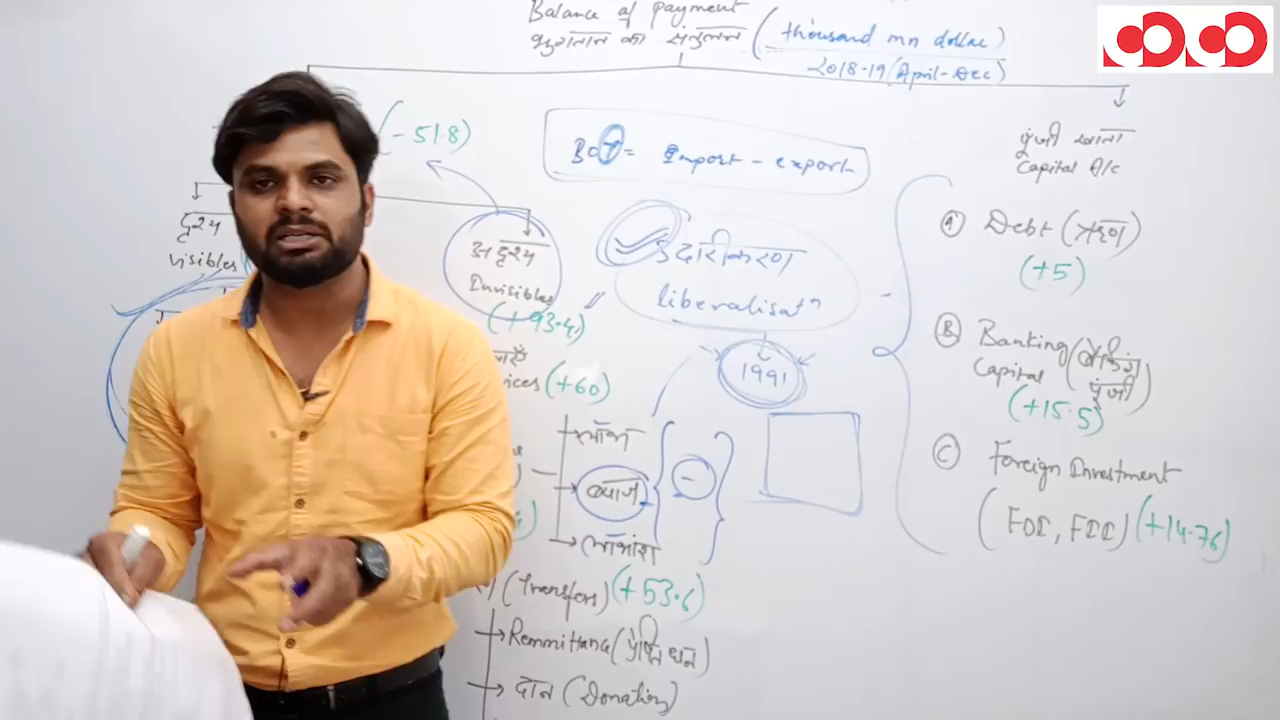 Balance of payment
भुगतान का संतुलन (thousand mn dollar)
2018-19 (April-Dec)
(-51.8)
BOT = Import - export
पूंजी खाता
Capital A/c
दृश्य
visibles
अदृश्य
Invisibles
(+93.4)
उदारीकरण
liberalisatn
1991
A Debt (ऋण)
(+5)
B Banking (बैंकिंग
Capital पूंजी)
(+15.5)
C Foreign Investment
(FDI, FII) (+14.76)
ices (+60)
ब्याज
-
लाभांश
(Transfers) (+53.6)
Remmittance (प्रेषित धन)
दान (Donation)